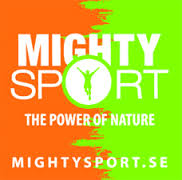 MIGHTY
SPORT
THE POWER OF NATURE
MIGHTYSPORT.SE